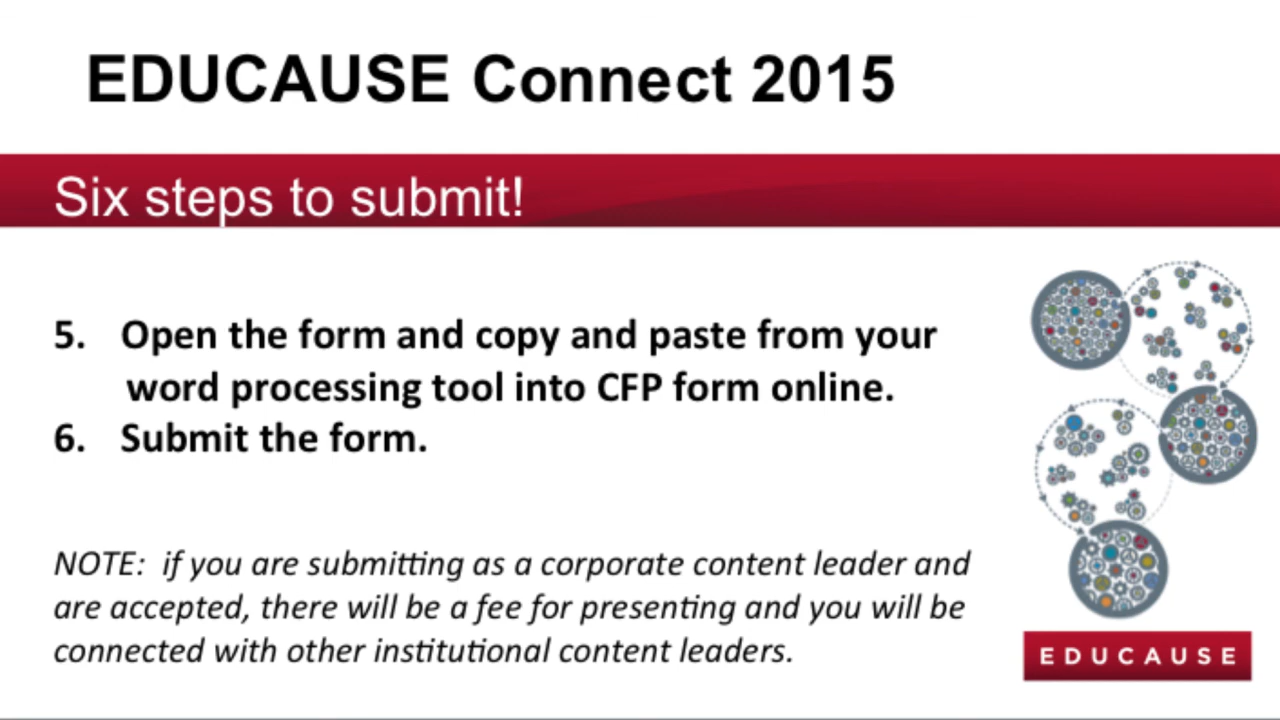 EDUCAUSE Connect 2015
Six steps to submit!
5. Open the form and copy and paste from your
word processing tool into CFP form online.
6. Submit the form.
NOTE: if you are submitting as a corporate content leader and
are accepted, there will be a fee for presenting and you will be
connected with other institutional content leaders.
EDUCAUSE